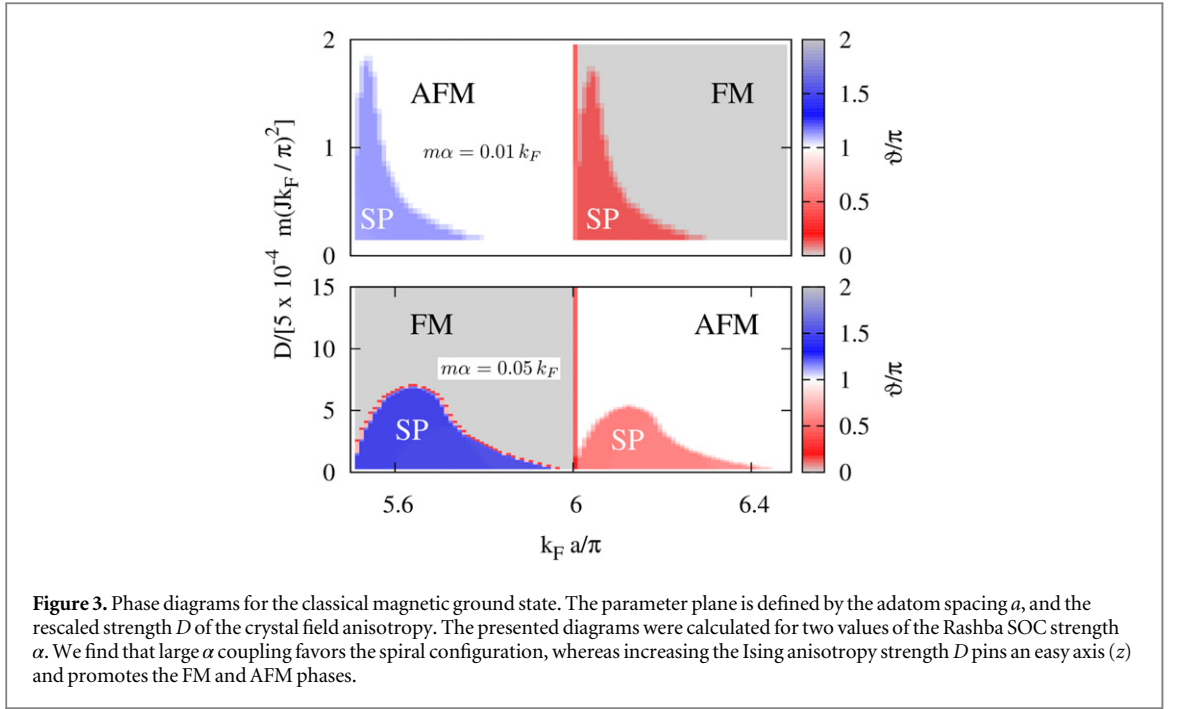 2
AFM
FM
2
1.5
1
mα = 0.01 k_F
1
ϑ/π
0.5
SP
SP
0
0
D/[5 x 10⁻⁴ m(Jk_F / π)²]
15
2
FM
AFM
1.5
10
mα = 0.05 k_F
1
ϑ/π
5
SP
SP
0.5
0
0
5.6
6
6.4
k_F a/π
Figure 3. Phase diagrams for the classical magnetic ground state. The parameter plane is defined by the adatom spacing a, and the
rescaled strength D of the crystal field anisotropy. The presented diagrams were calculated for two values of the Rashba SOC strength
α. We find that large α coupling favors the spiral configuration, whereas increasing the Ising anisotropy strength D pins an easy axis (z)
and promotes the FM and AFM phases.